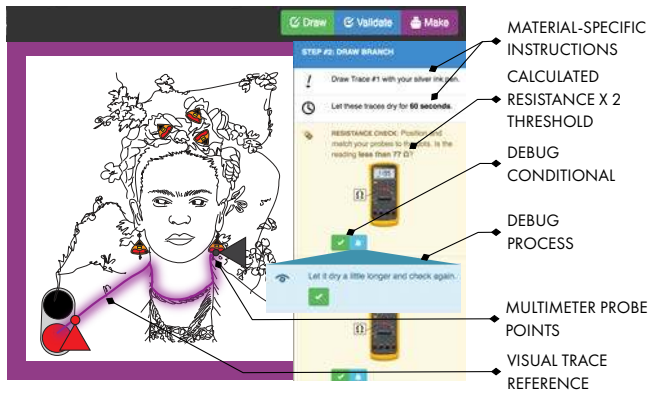 Draw
Validate
Make
STEP #2: DRAW BRANCH
Draw Trace #1 with your silver ink pen.
Let these traces dry for 60 seconds.
RESISTANCE CHECK: Position and
match your probes to the dots. Is the
reading less than 77 Ω?
Ω
Let it dry a little longer and check again.
Ω
MATERIAL-SPECIFIC
INSTRUCTIONS
CALCULATED
RESISTANCE X 2
THRESHOLD
DEBUG
CONDITIONAL
DEBUG
PROCESS
MULTIMETER PROBE
POINTS
VISUAL TRACE
REFERENCE